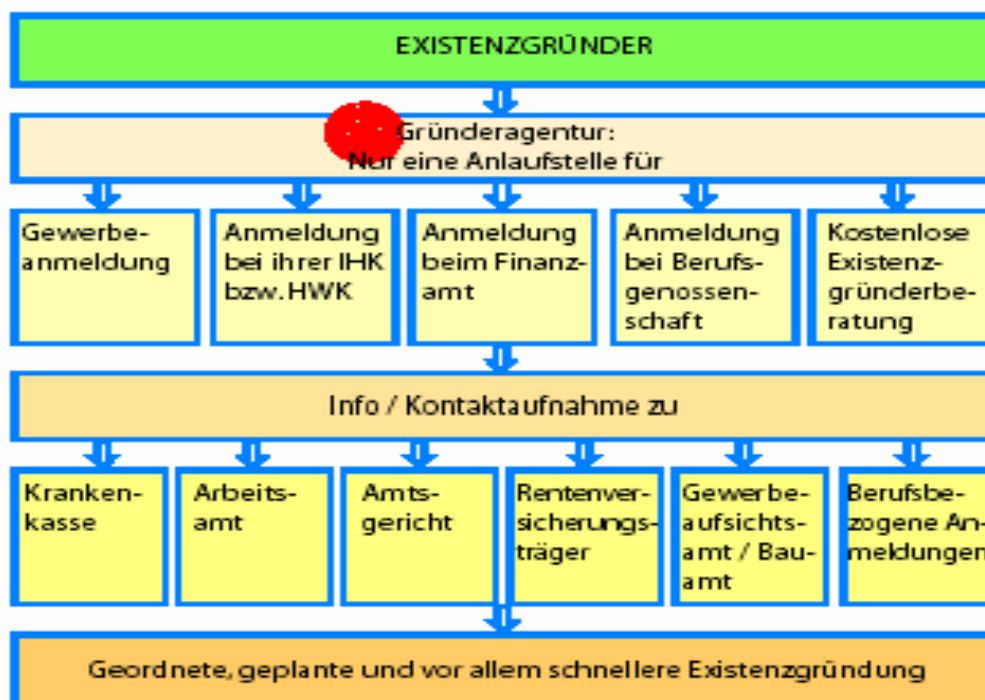 EXISTENZGRÜNDER
Gründeragentur:
Nur eine Anlaufstelle für
Gewerbe-
anmeldung
Anmeldung
bei ihrer IHK
bzw. HWK
Anmeldung
beim Finanz-
amt
Anmeldung
bei Berufs-
genossen-
schaft
Kostenlose
Existenz-
gründerbe-
ratung
Info / Kontaktaufnahme zu
Kranken-
kasse
Arbeits-
amt
Amts-
gericht
Rentenver-
sicherungs-
träger
Gewerbe-
aufsichts-
amt / Bau-
amt
Berufsbe-
zogene An-
meldungen
Geordnete, geplante und vor allem schnellere Existenzgründung